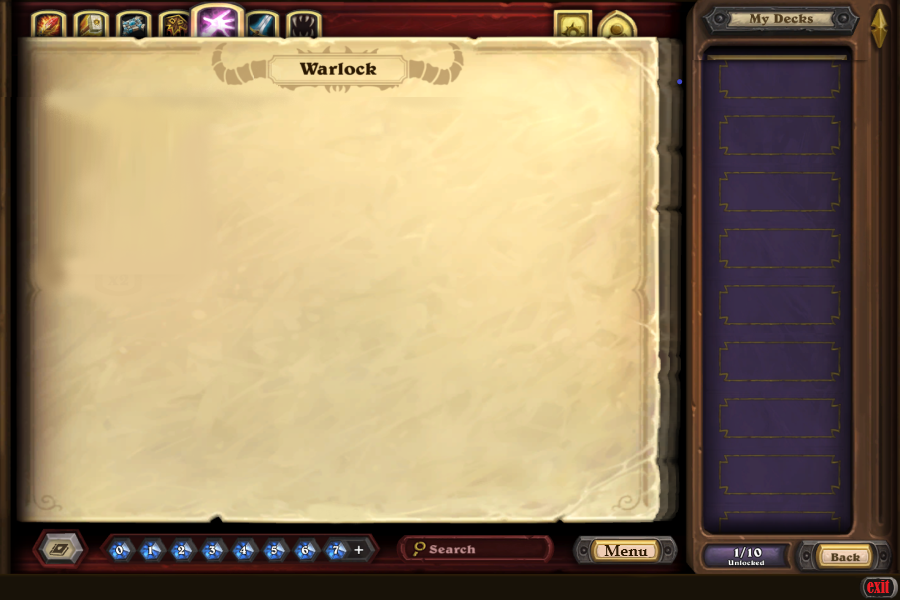 My Decks
Warlock
0 1 2 3 4 5 6 7 +
Search
Menu
1/10
Unlocked
Back
exit